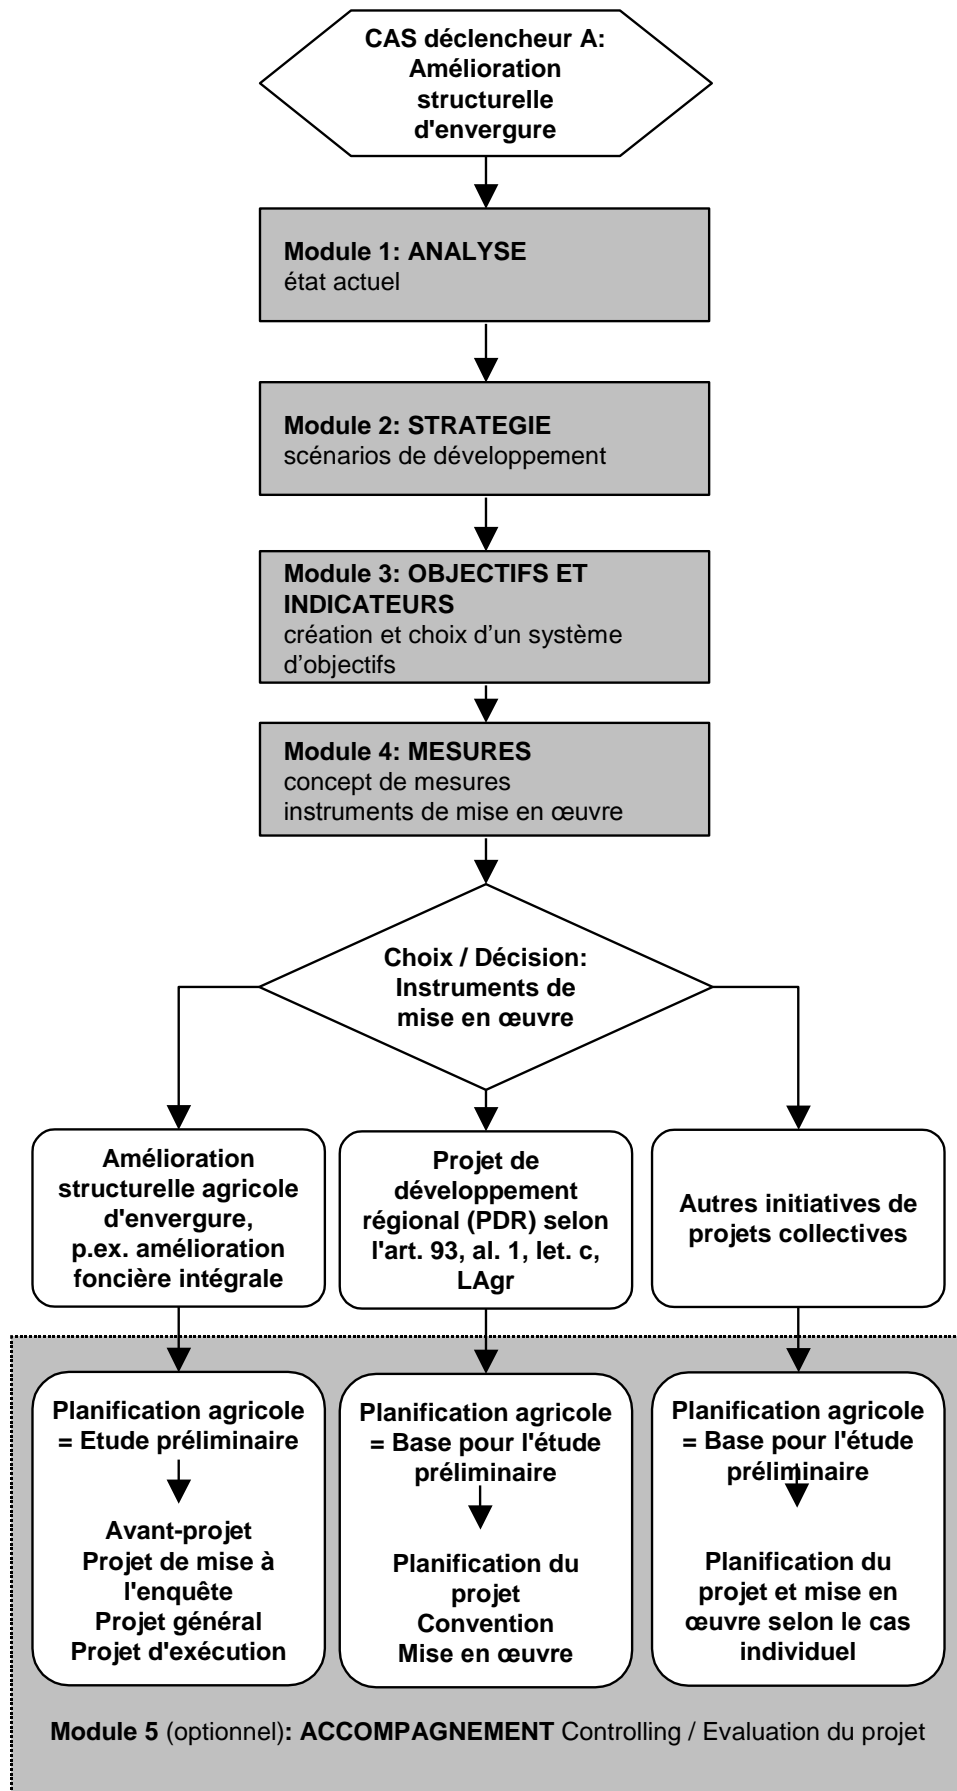 CAS déclencheur A:
Amélioration
structurelle
d'envergure
Module 1: ANALYSE
état actuel
Module 2: STRATEGIE
scénarios de développement
Module 3: OBJECTIFS ET
INDICATEURS
création et choix d’un système
d’objectifs
Module 4: MESURES
concept de mesures
instruments de mise en œuvre
Choix / Décision:
Instruments de
mise en œuvre
Amélioration
structurelle agricole
d'envergure,
p.ex. amélioration
foncière intégrale
Projet de
développement
régional (PDR) selon
l'art. 93, al. 1, let. c,
LAgr
Autres initiatives de
projets collectives
Planification agricole
= Etude préliminaire
Avant-projet
Projet de mise à
l'enquête
Projet général
Projet d'exécution
Planification agricole
= Base pour l'étude
préliminaire
Planification du
projet
Convention
Mise en œuvre
Planification agricole
= Base pour l'étude
préliminaire
Planification du
projet et mise en
œuvre selon le cas
individuel
Module 5 (optionnel): ACCOMPAGNEMENT Controlling / Evaluation du projet